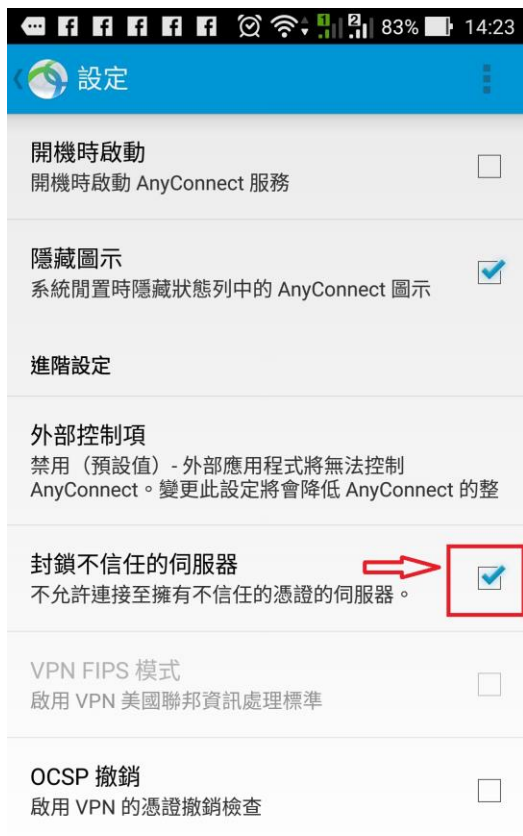 83% 14:23
設定
開機時啟動
開機時啟動 AnyConnect 服務
隱藏圖示
系統閒置時隱藏狀態列中的 AnyConnect 圖示
進階設定
外部控制項
禁用（預設值）- 外部應用程式將無法控制
AnyConnect。變更此設定將會降低 AnyConnect 的整
封鎖不信任的伺服器
不允許連接至擁有不信任的憑證的伺服器。
VPN FIPS 模式
啟用 VPN 美國聯邦資訊處理標準
OCSP 撤銷
啟用 VPN 的憑證撤銷檢查